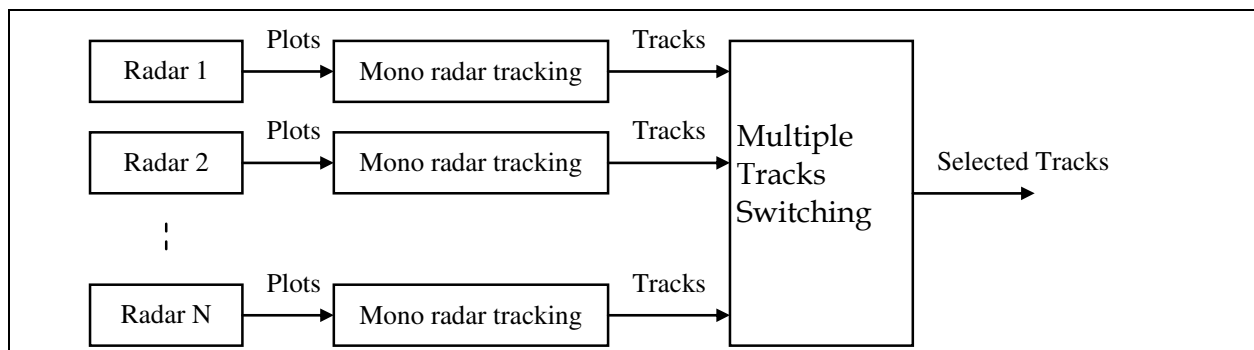 Plots
Tracks
Radar 1
Mono radar tracking
Plots
Tracks
Radar 2
Mono radar tracking
Multiple
Tracks
Switching
Selected Tracks
Plots
Tracks
Radar N
Mono radar tracking